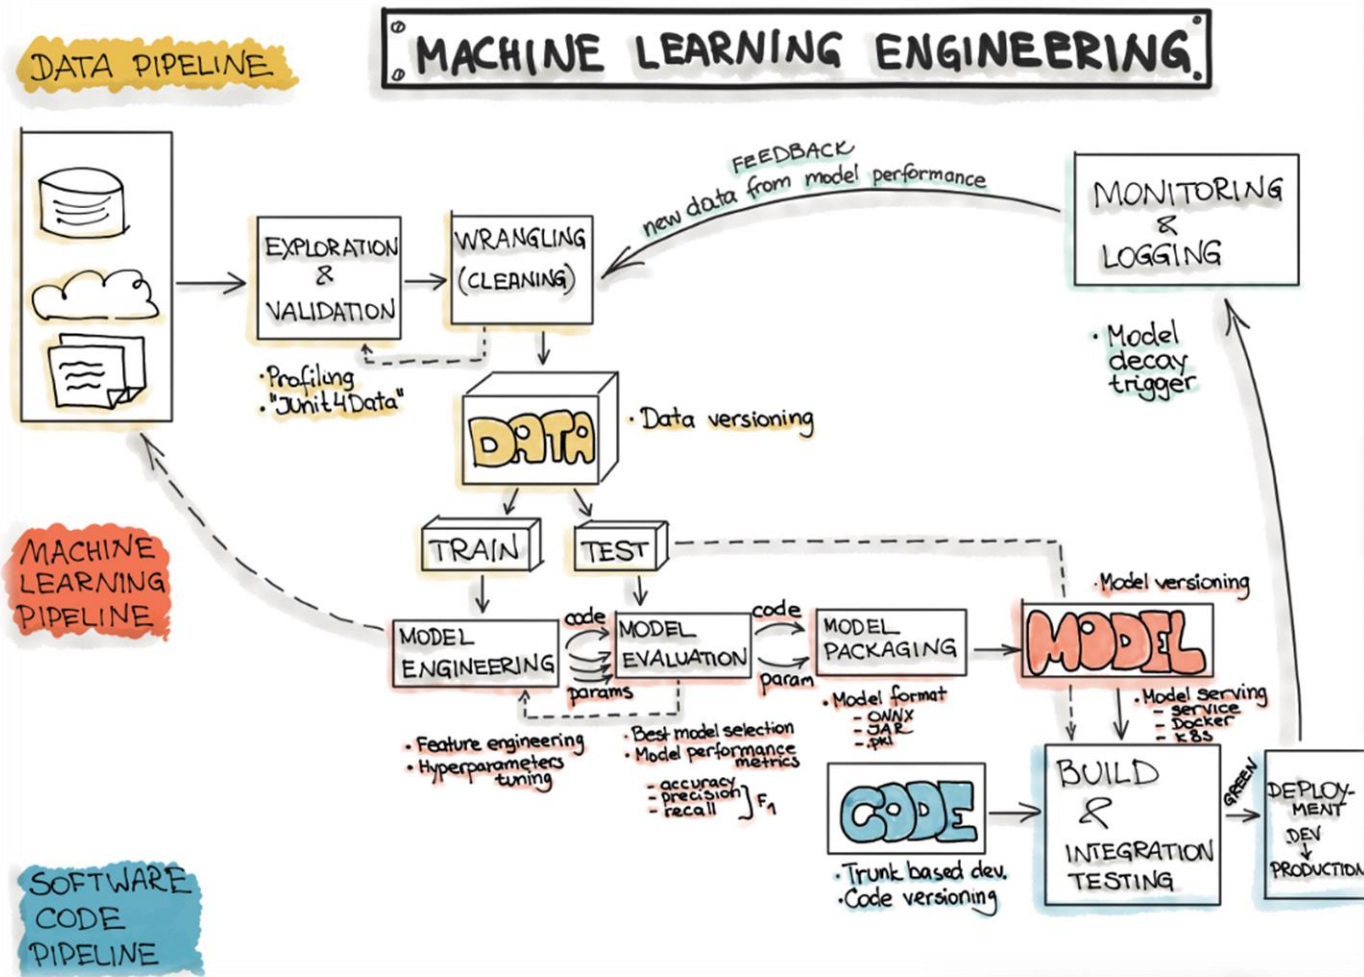 MACHINE LEARNING ENGINEERING
DATA PIPELINE
FEEDBACK
new data from model performance
MONITORING
&
LOGGING
· Model
decay
trigger
EXPLORATION
&
VALIDATION
· Profiling
· "JUnit4Data"
WRANGLING
(CLEANING)
DATA
· Data versioning
TRAIN
TEST
MACHINE
LEARNING
PIPELINE
MODEL
ENGINEERING
· Feature engineering
· Hyperparameters
tuning
code
params
MODEL
EVALUATION
· Best model selection
· Model performance
metrics
- accuracy
- precision
- recall
F1
code
param
MODEL
PACKAGING
· Model format
- ONNX
- JAR
- .pkl
· Model versioning
MODEL
· Model serving
- service
- Docker
- K8s
CODE
· Trunk based dev.
· Code versioning
BUILD
&
INTEGRATION
TESTING
GREEN
DEPLOY-
MENT
DEV
PRODUCTION
SOFTWARE
CODE
PIPELINE